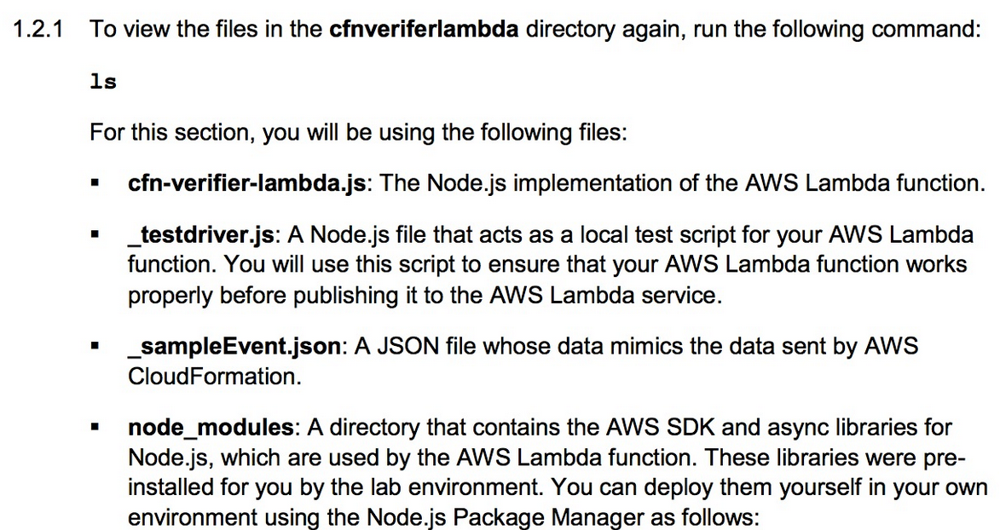 1.2.1 To view the files in the cfnveriferlambda directory again, run the following command:
ls
For this section, you will be using the following files:
▪ cfn-verifier-lambda.js: The Node.js implementation of the AWS Lambda function.
▪ _testdriver.js: A Node.js file that acts as a local test script for your AWS Lambda
function. You will use this script to ensure that your AWS Lambda function works
properly before publishing it to the AWS Lambda service.
▪ _sampleEvent.json: A JSON file whose data mimics the data sent by AWS
CloudFormation.
▪ node_modules: A directory that contains the AWS SDK and async libraries for
Node.js, which are used by the AWS Lambda function. These libraries were pre-
installed for you by the lab environment. You can deploy them yourself in your own
environment using the Node.js Package Manager as follows: